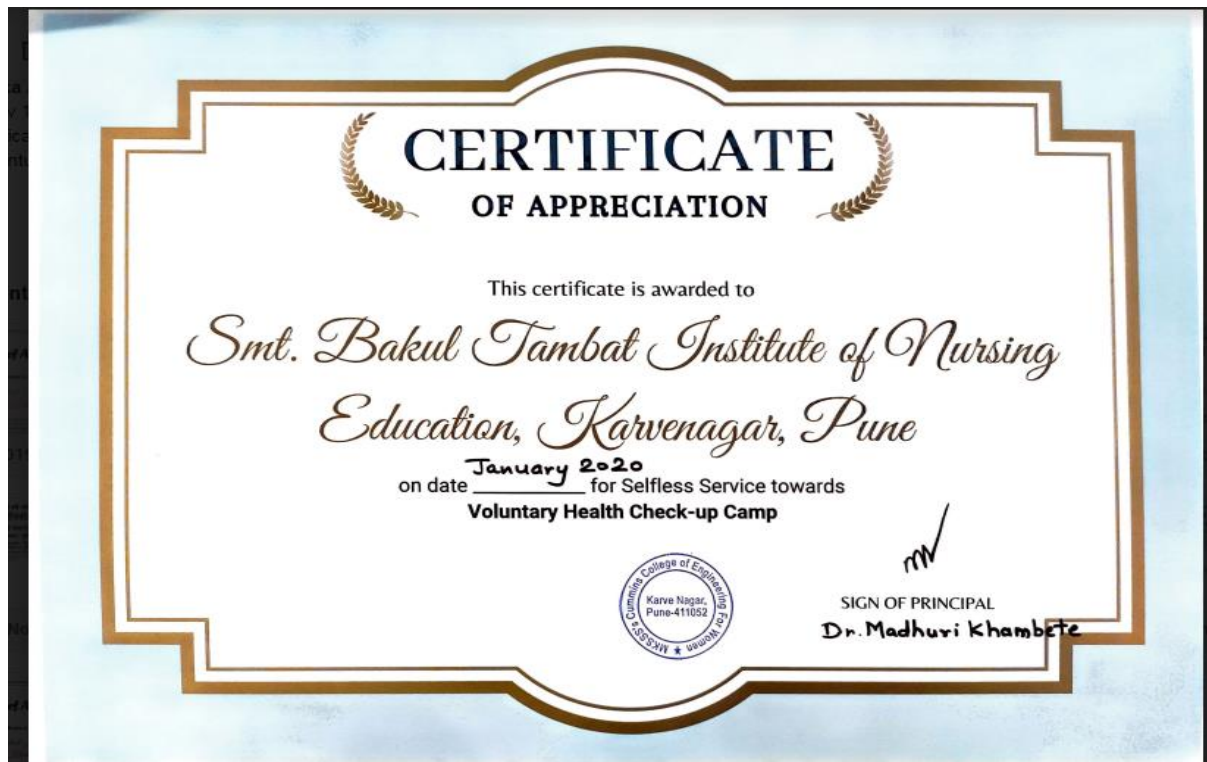 CERTIFICATE
OF APPRECIATION
This certificate is awarded to
Smt. Bakul Tambat Institute of Nursing
Education, Karvenagar, Pune
January 2020
on date __________ for Selfless Service towards
Voluntary Health Check-up Camp
MKSSS's Cummins College of Engineering For Women ★
Karve Nagar,
Pune-411052
SIGN OF PRINCIPAL
Dr. Madhuri Khambete